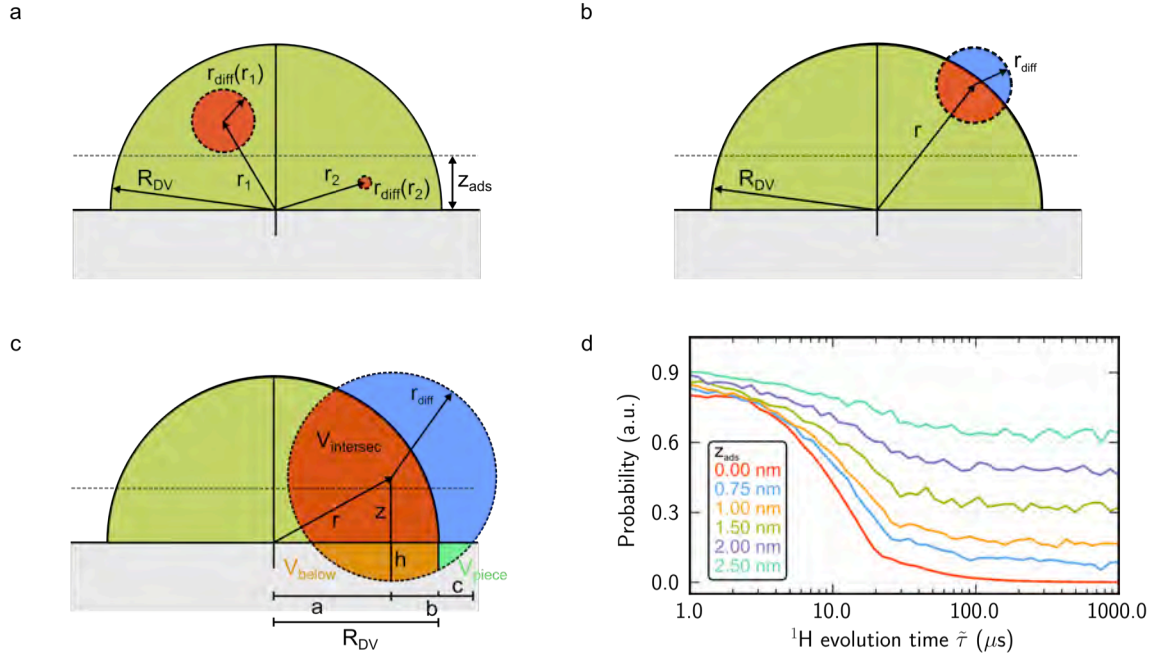 a
r_diff(r_1)
R_DV
r_1
r_2
r_diff(r_2)
z_ads
b
r_diff
r
R_DV
c
r_diff
V_intersec
r
z
h
V_below
V_piece
a
b
c
R_DV
d
Probability (a.u.)
0.9
0.6
0.3
0.0
z_ads
0.00 nm
0.75 nm
1.00 nm
1.50 nm
2.00 nm
2.50 nm
1.0 10.0 100.0 1000.0
¹H evolution time τ̃ (μs)